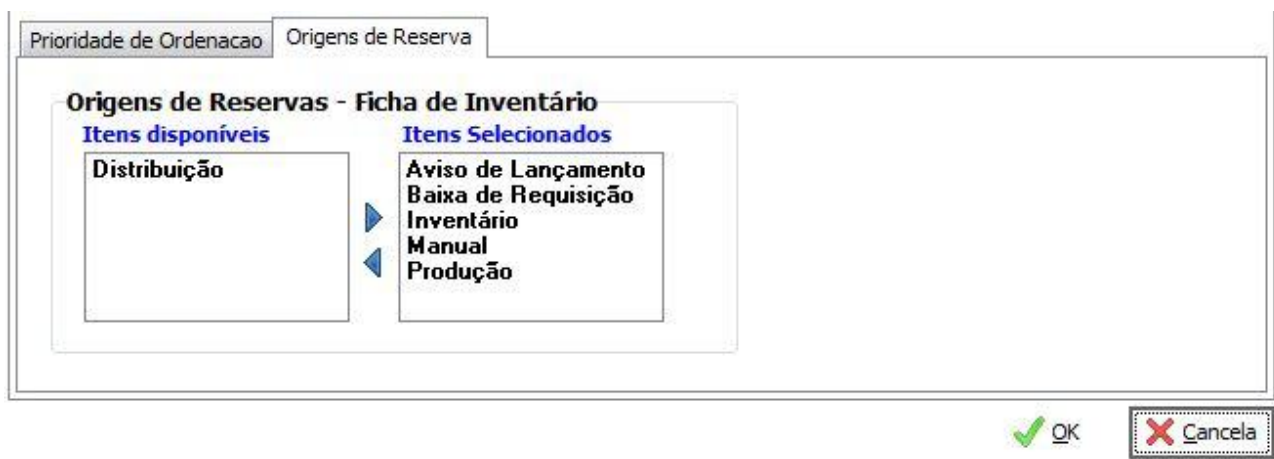 Prioridade de Ordenacao Origens de Reserva
Origens de Reservas - Ficha de Inventário
Itens disponíveis Itens Selecionados
Distribuição Aviso de Lançamento
Baixa de Requisição
Inventário
Manual
Produção
OK Cancela